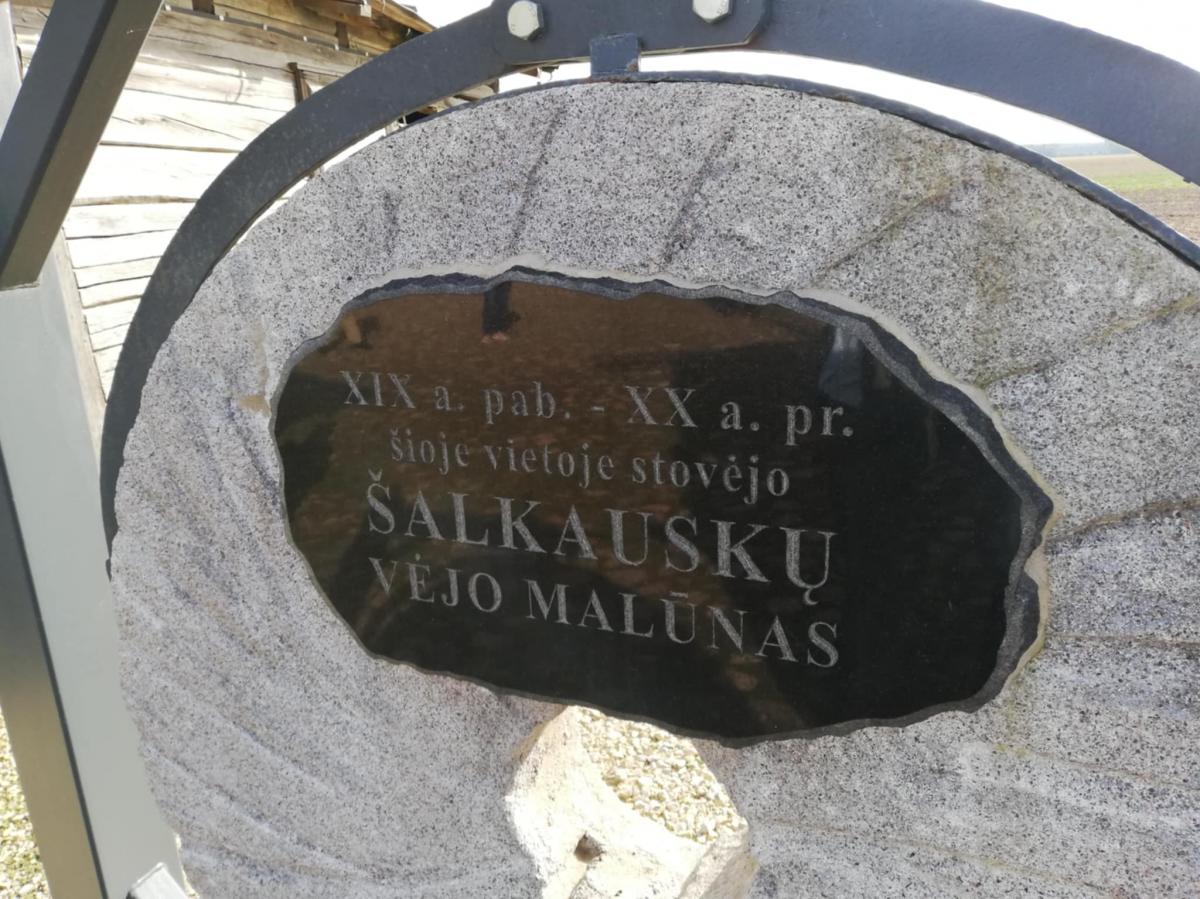 XIX a. pab. - XX a. pr.
šioje vietoje stovėjo
ŠALKAUSKŲ
VĖJO MALŪNAS